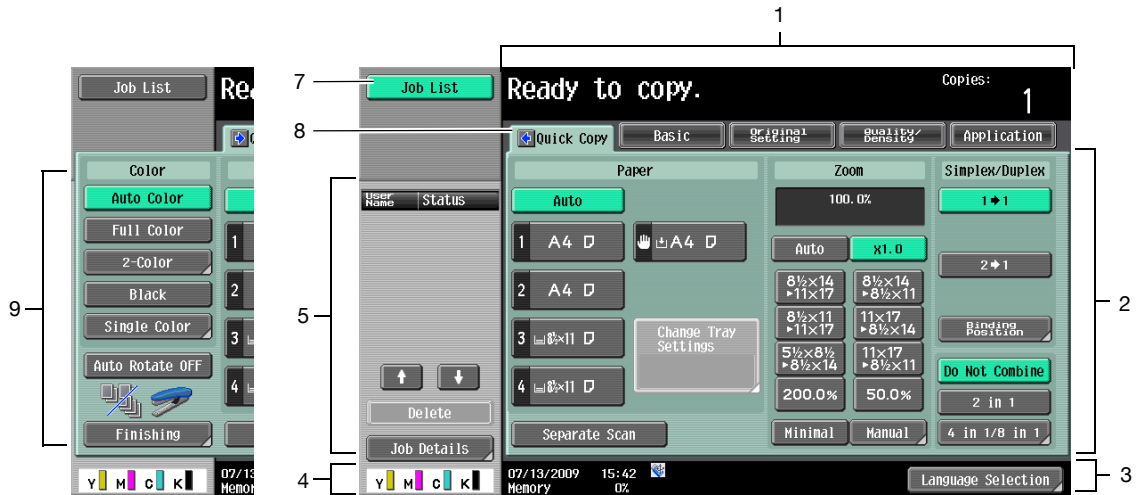 1
Job List
Rea
Q
Color
Auto Color
Full Color
2-Color
Black
Single Color
Auto Rotate OFF
Finishing
1
2
3
4
Y M C K
07/13
Memor
9
7
8
5
4
Job List
Ready to copy.
Copies:
1
Quick Copy
Basic
Original Setting
Quality/Density
Application
User Name
Status
Delete
Job Details
Paper
Auto
1 A4
A4
2 A4
3 8½×11
4 8½×11
Change Tray
Settings
Separate Scan
Zoom
100.0%
Auto
x1.0
8½×14
▸11×17
8½×14
▸8½×11
8½×11
▸11×17
11×17
▸8½×14
5½×8½
▸8½×14
11×17
▸8½×11
200.0%
50.0%
Minimal
Manual
Simplex/Duplex
1➔1
2➔1
Binding Position
Do Not Combine
2 in 1
4 in 1/8 in 1
Y M C K
07/13/2009 15:42
Memory 0%
Language Selection
2
3